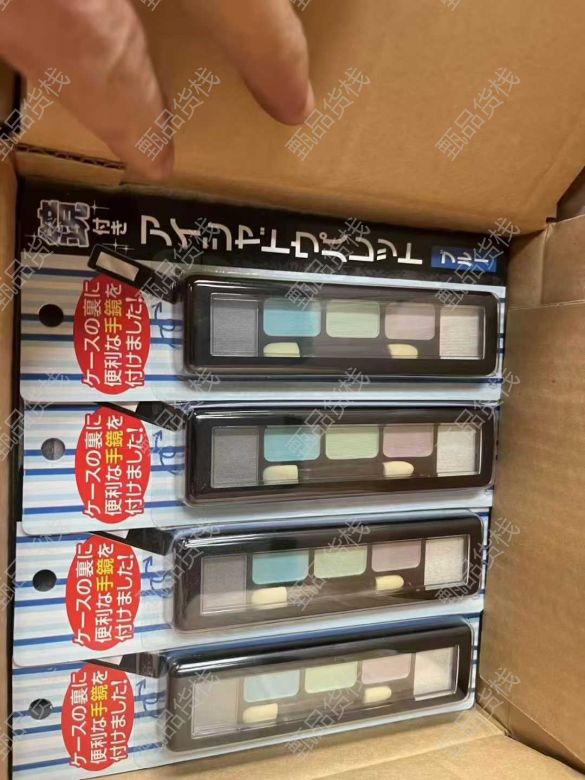 鏡付き
アイシャドウパレット
ブルー
ケースの裏に
便利な手鏡を
付けました!
ケースの裏に
便利な手鏡を
付けました!
ケースの裏に
便利な手鏡を
付けました!
ケースの裏に
便利な手鏡を
付けました!
甄品货栈